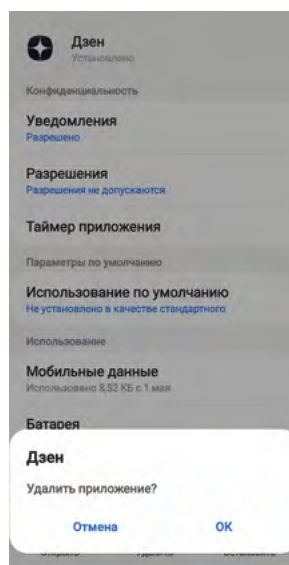 Дзен
Установлено
Конфиденциальность
Уведомления
Разрешено
Разрешения
Разрешения не допускаются
Таймер приложения
Параметры по умолчанию
Использование по умолчанию
Не установлено в качестве стандартного
Использование
Мобильные данные
Использовано 8,52 КБ с 1 мая
Батарея
Дзен
Удалить приложение?
Отмена
ОК